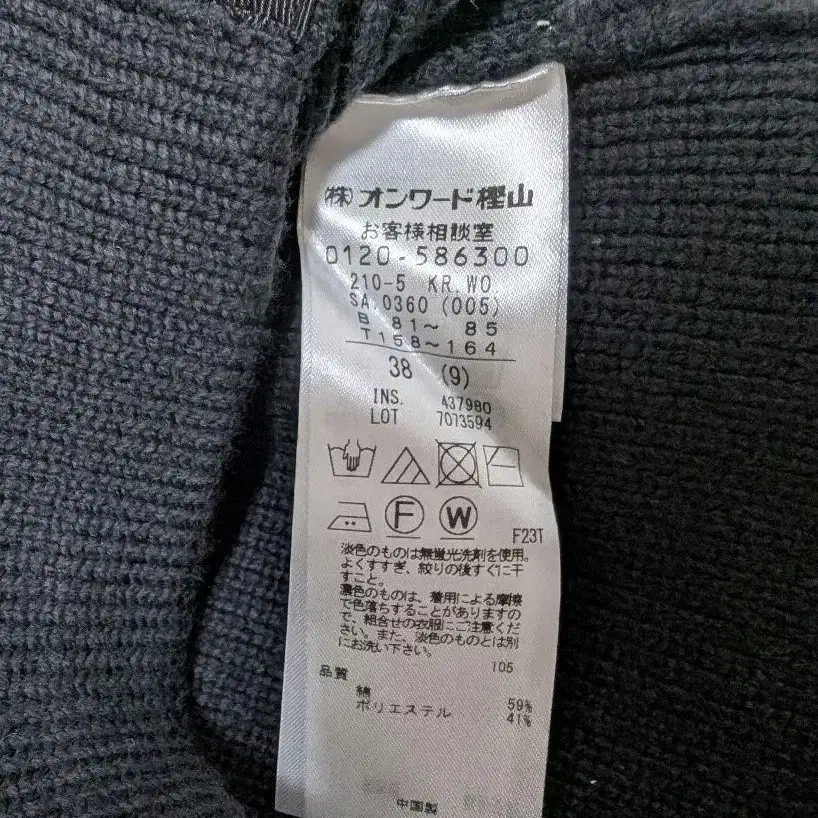 (株)オンワード樫山
お客様相談室
0120-586300
210-5 KR.WO.
SA.0360 (005)
B 81〜 85
T158〜164
38 (9)
INS. 437980
LOT 7073594
F
W
F23T
淡色のものは無蛍光洗剤を使用。
よくすすぎ、絞りの後すぐに干
すこと。
濃色のものは、着用による摩擦
で色落ちすることがありますの
で、組合せの衣服にご注意くだ
さい。また、淡色のものとは別
にお洗い下さい。
105
品質
綿 59%
ポリエステル 41%
中国製